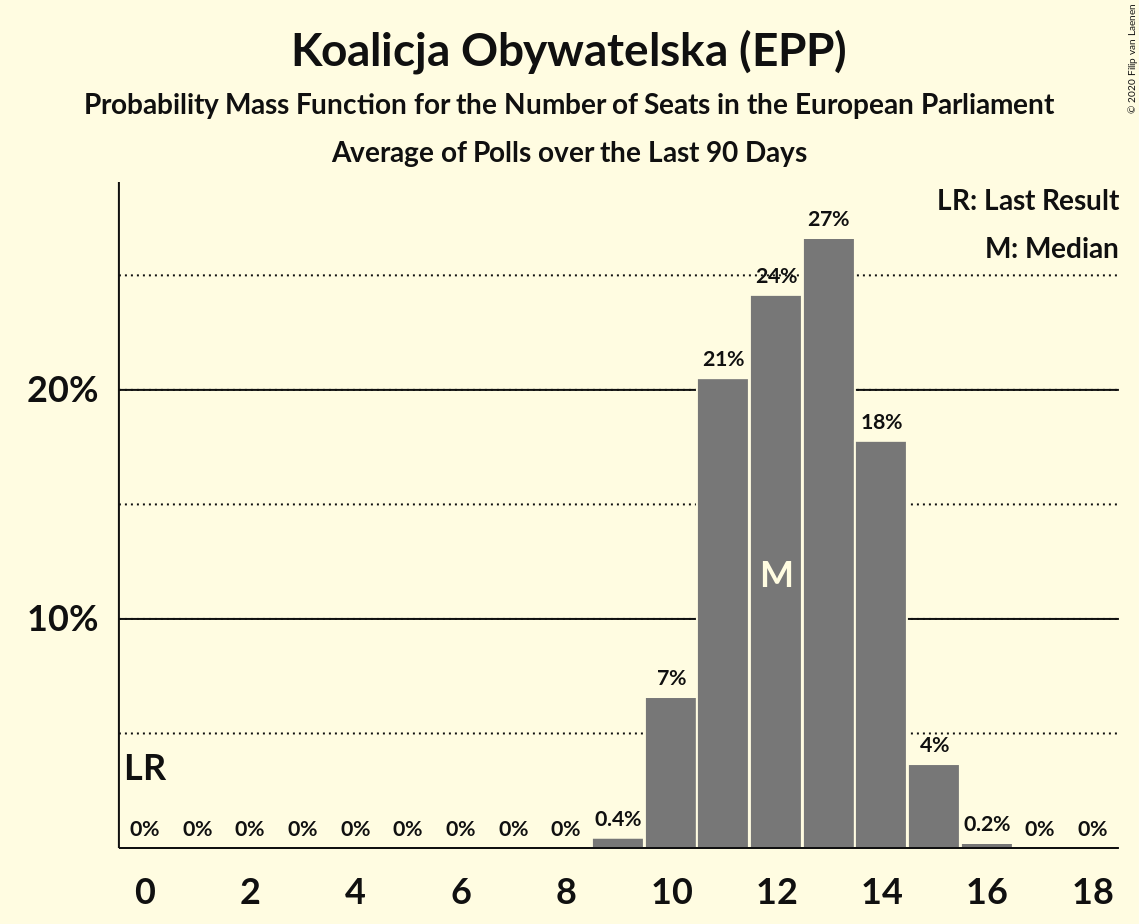 Koalicja Obywatelska (EPP)
Probability Mass Function for the Number of Seats in the European Parliament
Average of Polls over the Last 90 Days
© 2020 Filip van Laenen
LR: Last Result
M: Median
27%
24%
21%
20%
18%
M
10%
7%
4%
LR
0% 0% 0% 0% 0% 0% 0% 0% 0% 0.4% 0.2% 0% 0%
0 2 4 6 8 10 12 14 16 18